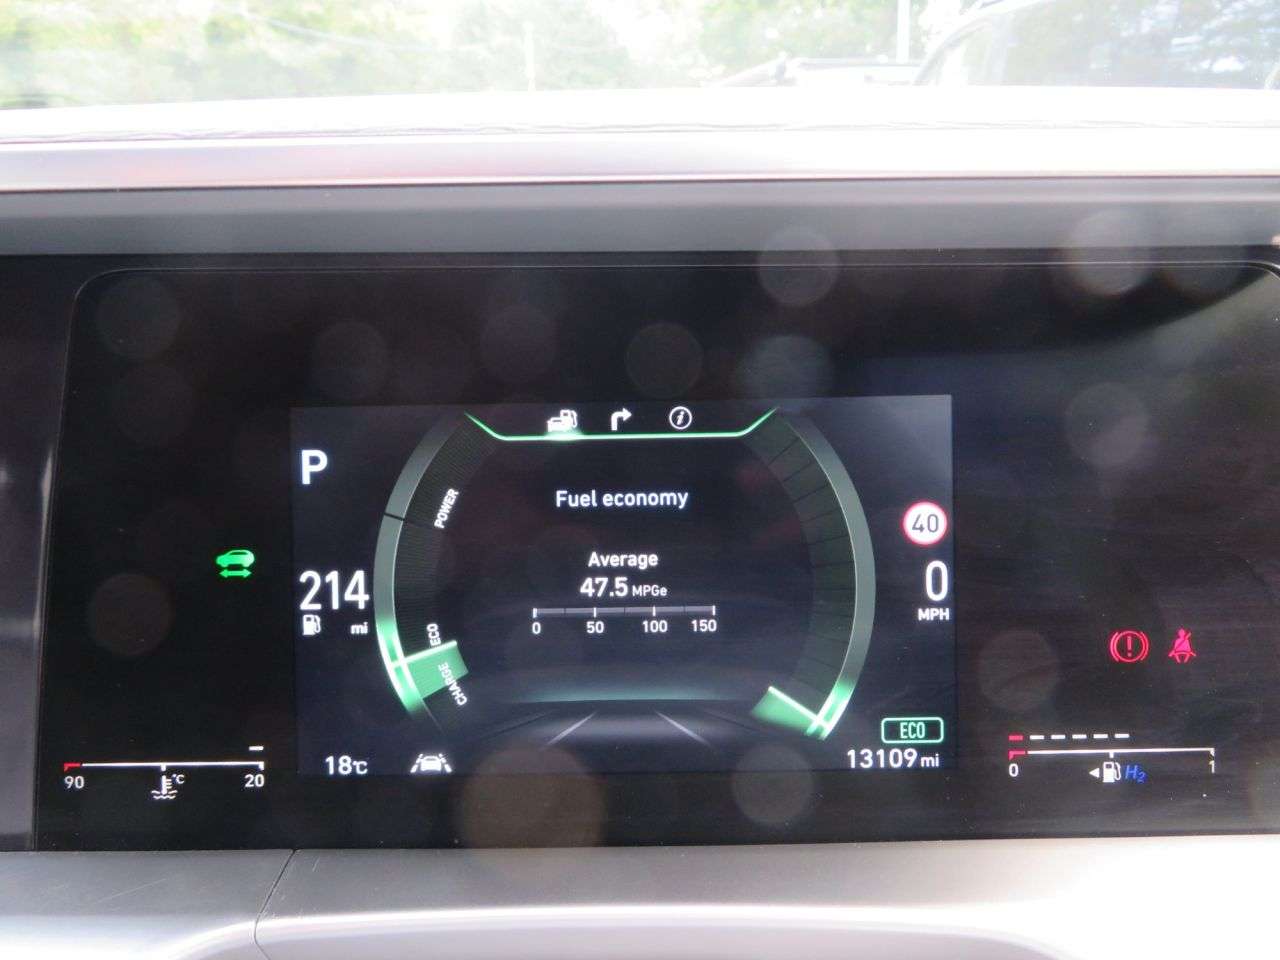 P
Fuel economy
POWER
40
Average
47.5 MPGe
214
mi
0
MPH
0 50 100 150
ECO
CHARGE
ECO
18°C
13109 mi
90 °C 20
0 H2 1